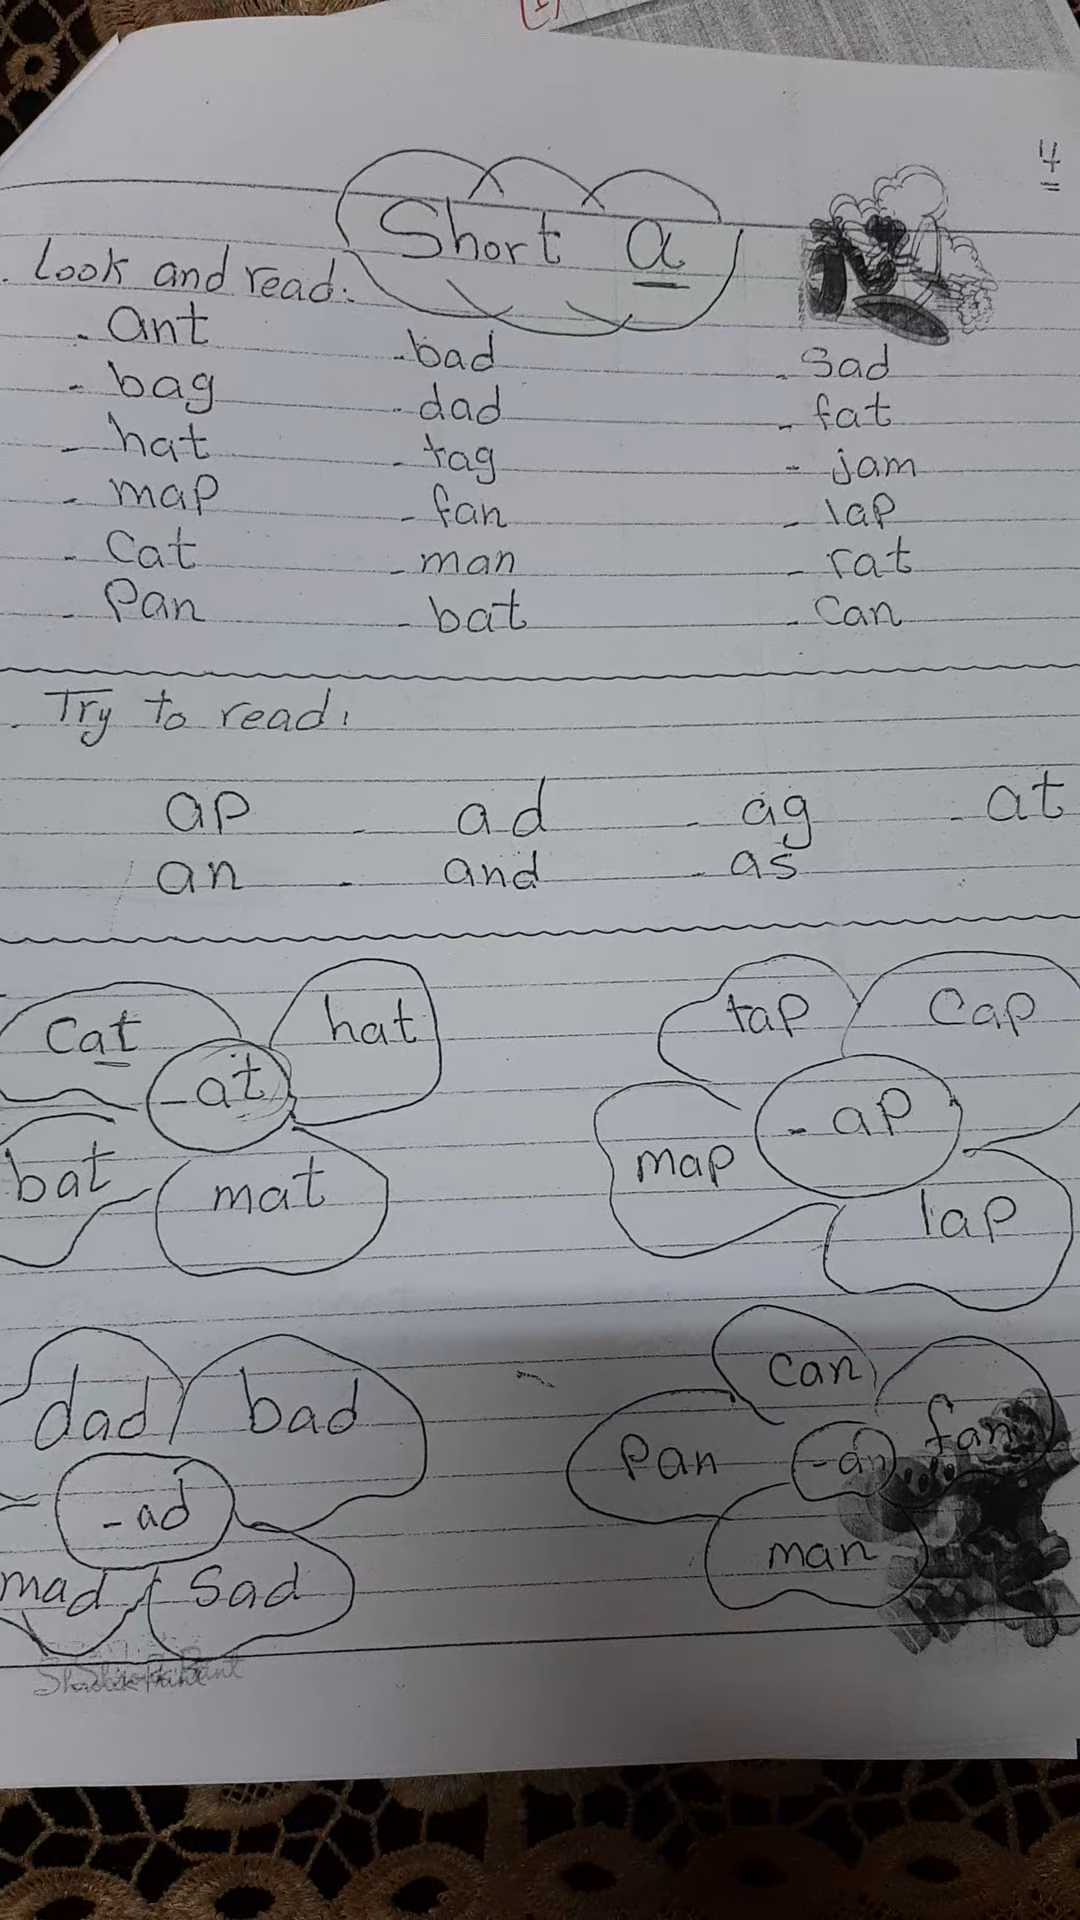 4
Short a
Look and read:
- ant - bad - sad
- bag - dad - fat
- hat - tag - jam
- map - fan - lap
- Cat - man - rat
- Pan - bat - Can
Try to read:
ap - ad - ag - at
an - and - as
Cat hat
- at
bat mat
tap Cap
- ap
map lap
dad bad
- ad
mad Sad
can
Pan - an fan
man